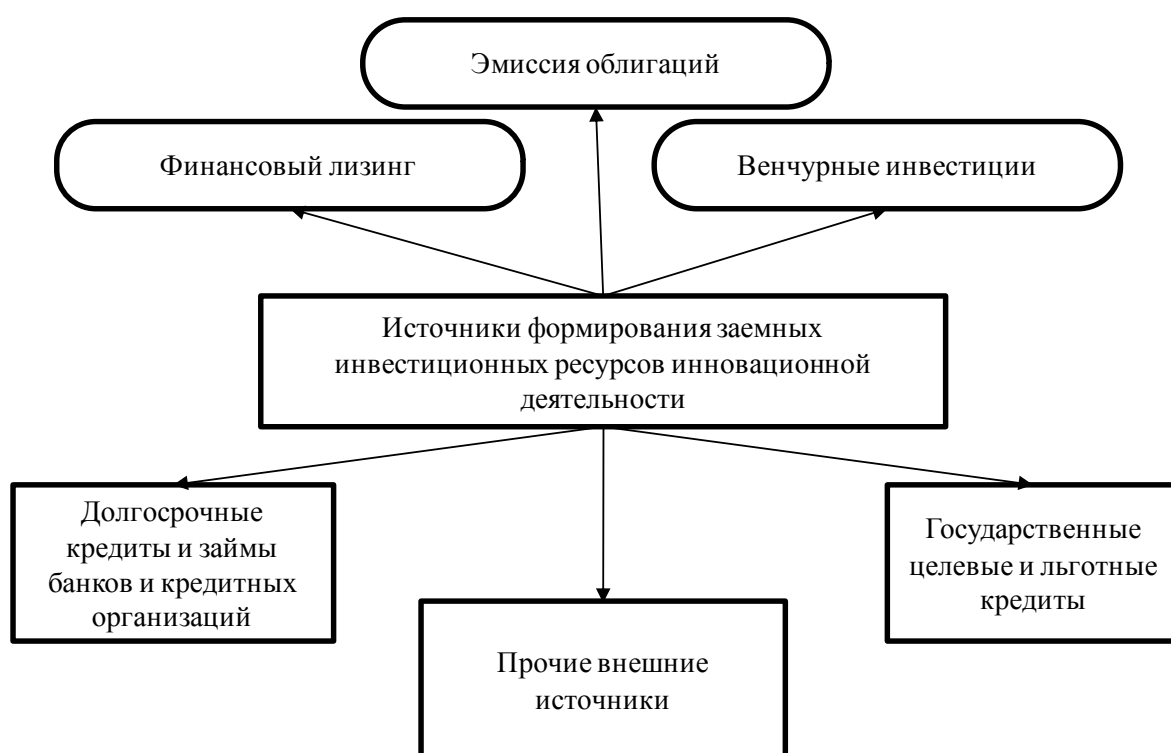 Эмиссия облигаций
Финансовый лизинг
Венчурные инвестиции
Источники формирования заемных
инвестиционных ресурсов инновационной
деятельности
Долгосрочные
кредиты и займы
банков и кредитных
организаций
Государственные
целевые и льготные
кредиты
Прочие внешние
источники